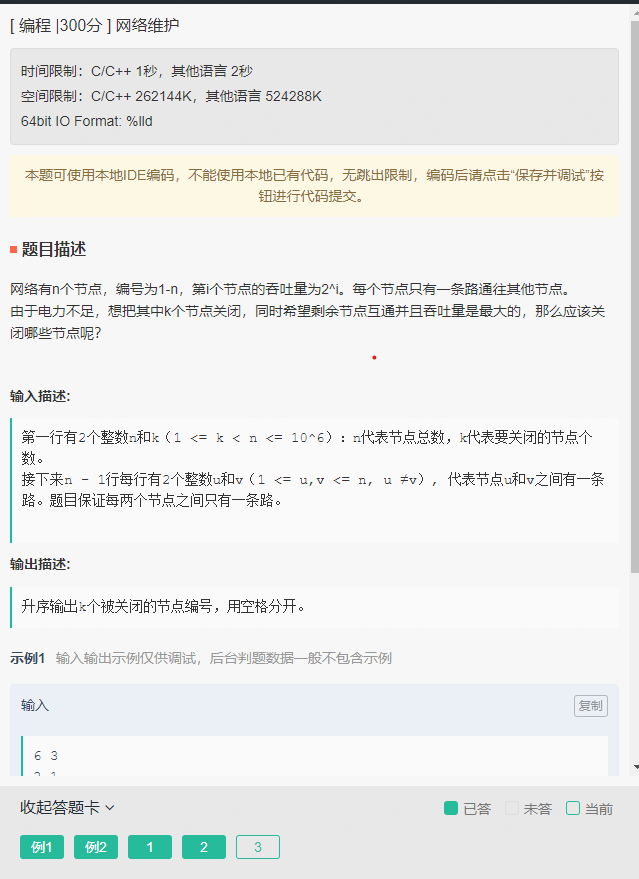 [ 编程 |300分 ] 网络维护
时间限制：C/C++ 1秒，其他语言 2秒
空间限制：C/C++ 262144K，其他语言 524288K
64bit IO Format: %lld
本题可使用本地IDE编码，不能使用本地已有代码，无跳出限制，编码后请点击“保存并调试”按
钮进行代码提交。
题目描述
网络有n个节点，编号为1-n，第i个节点的吞吐量为2^i。每个节点只有一条路通往其他节点。
由于电力不足，想把其中k个节点关闭，同时希望剩余节点互通并且吞吐量是最大的，那么应该关
闭哪些节点呢？
输入描述:
第一行有2个整数n和k（1 <= k < n <= 10^6）：n代表节点总数，k代表要关闭的节点个
数。
接下来n - 1行每行有2个整数u和v（1 <= u,v <= n, u ≠v），代表节点u和v之间有一条
路。题目保证每两个节点之间只有一条路。
输出描述:
升序输出k个被关闭的节点编号，用空格分开。
示例1 输入输出示例仅供调试，后台判题数据一般不包含示例
输入 复制
6 3
收起答题卡 已答 未答 当前
例1 例2 1 2 3